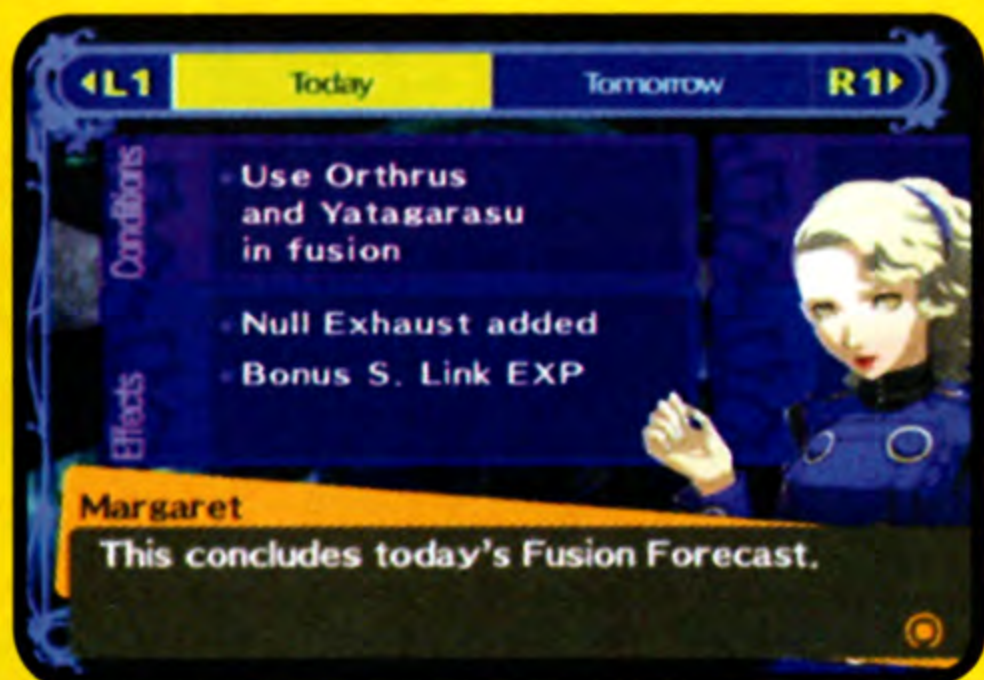 ◀L1 Today Tomorrow R1▶
Conditions
Use Orthrus
and Yatagarasu
in fusion
Effects
Null Exhaust added
Bonus S. Link EXP
Margaret
This concludes today's Fusion Forecast.